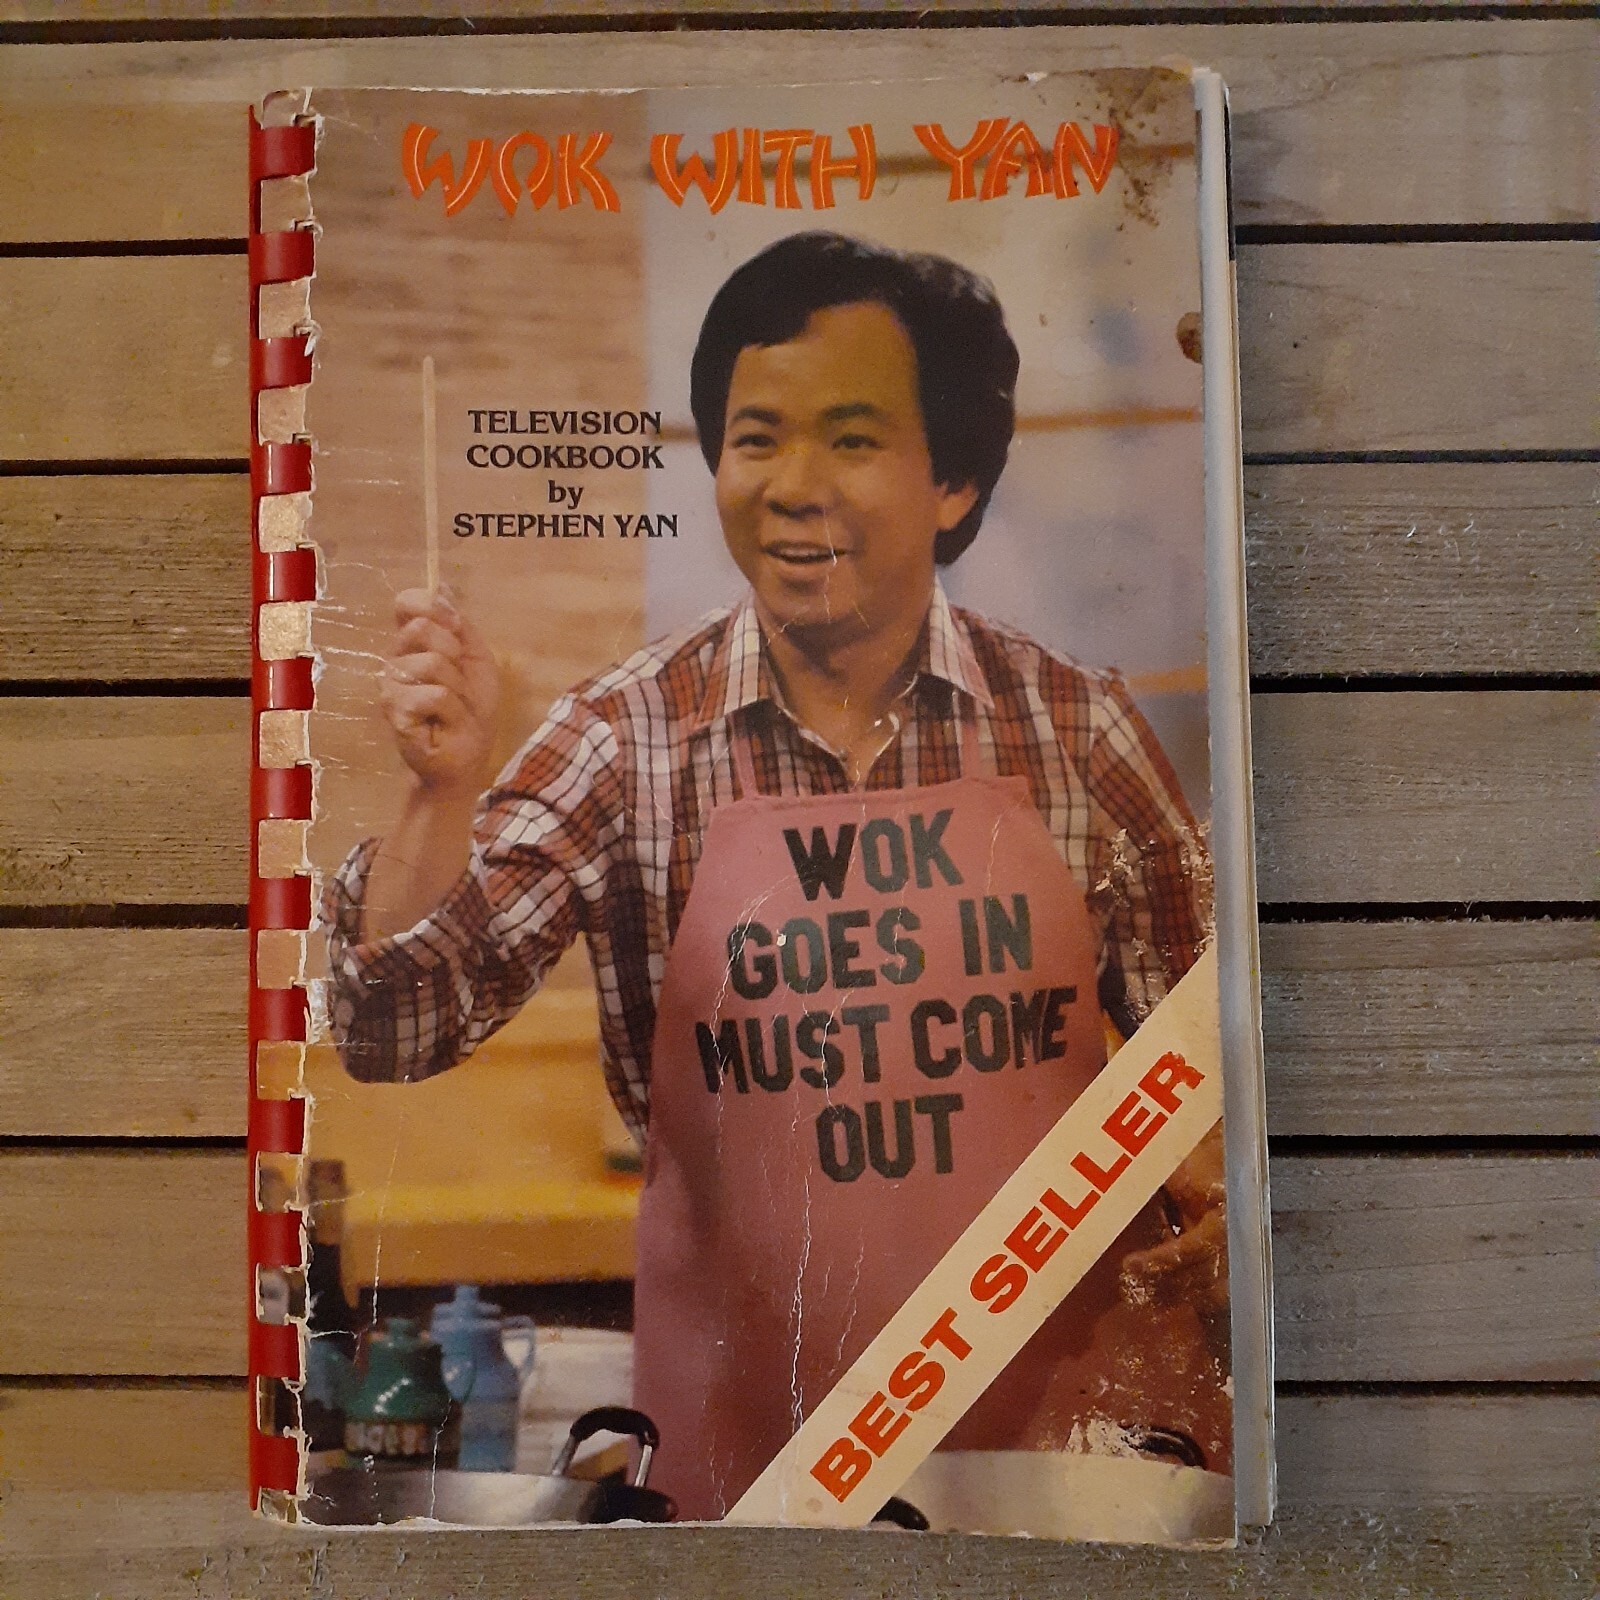 WOK WITH YAN
TELEVISION
COOKBOOK
by
STEPHEN YAN
WOK
GOES IN
MUST COME
OUT
BEST SELLER